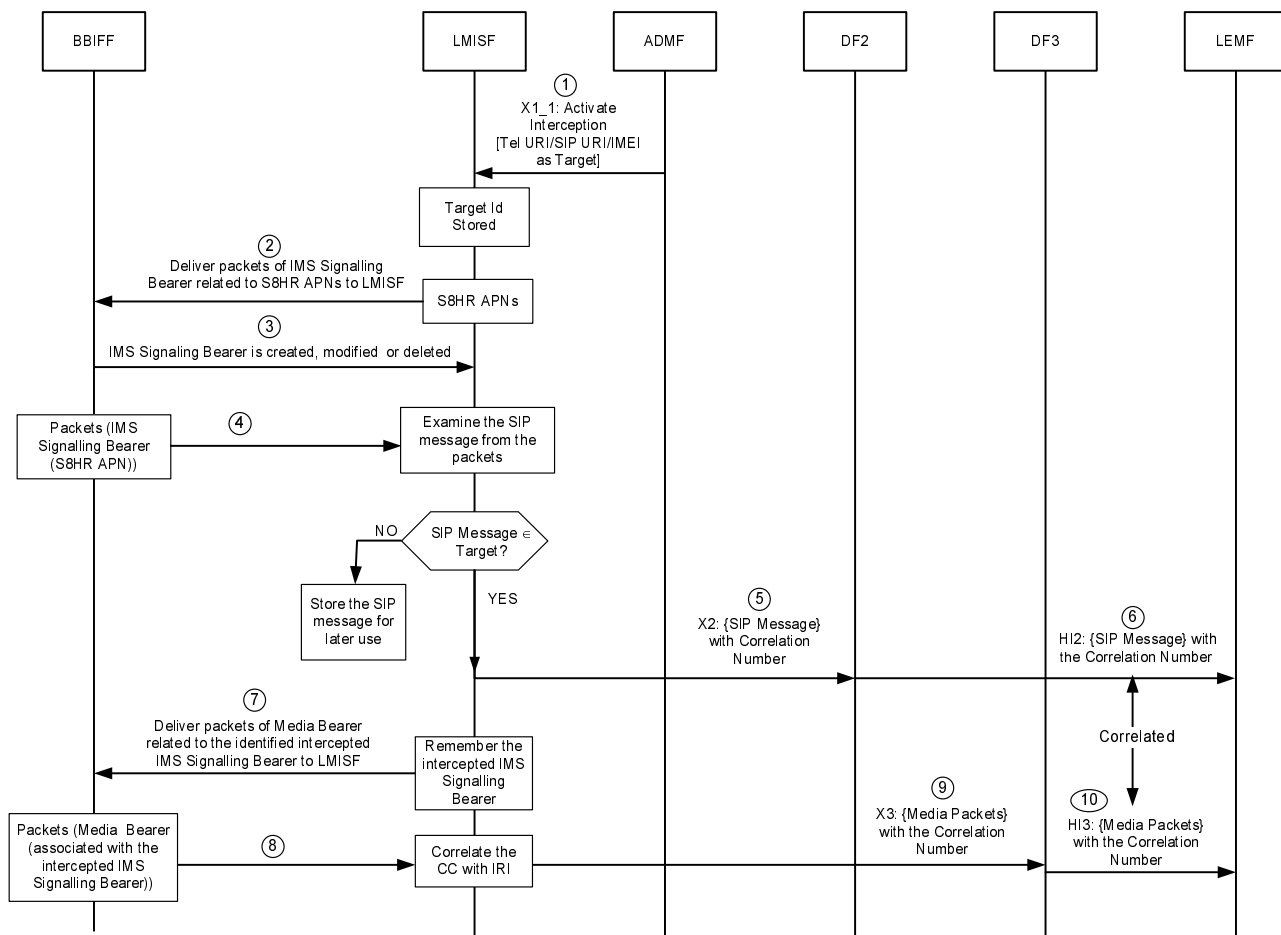 BBIFF
LMISF
ADMF
DF2
DF3
LEMF
1
X1_1: Activate
Interception
[Tel URI/SIP URI/IMEI
as Target]
Target Id
Stored
2
Deliver packets of IMS Signalling
Bearer related to S8HR APNs to LMISF
S8HR APNs
3
IMS Signaling Bearer is created, modified or deleted
Packets (IMS
Signalling Bearer
(S8HR APN))
4
Examine the SIP
message from the
packets
NO
SIP Message ∈
Target?
YES
Store the SIP
message for
later use
5
X2: {SIP Message}
with Correlation
Number
6
HI2: {SIP Message} with
the Correlation Number
7
Deliver packets of Media Bearer
related to the identified intercepted
IMS Signalling Bearer to LMISF
Remember the
intercepted IMS
Signalling
Bearer
Correlated
9
X3: {Media Packets}
with the Correlation
Number
10
HI3: {Media Packets}
with the Correlation
Number
Packets (Media Bearer
(associated with the
intercepted IMS
Signalling Bearer))
8
Correlate the
CC with IRI